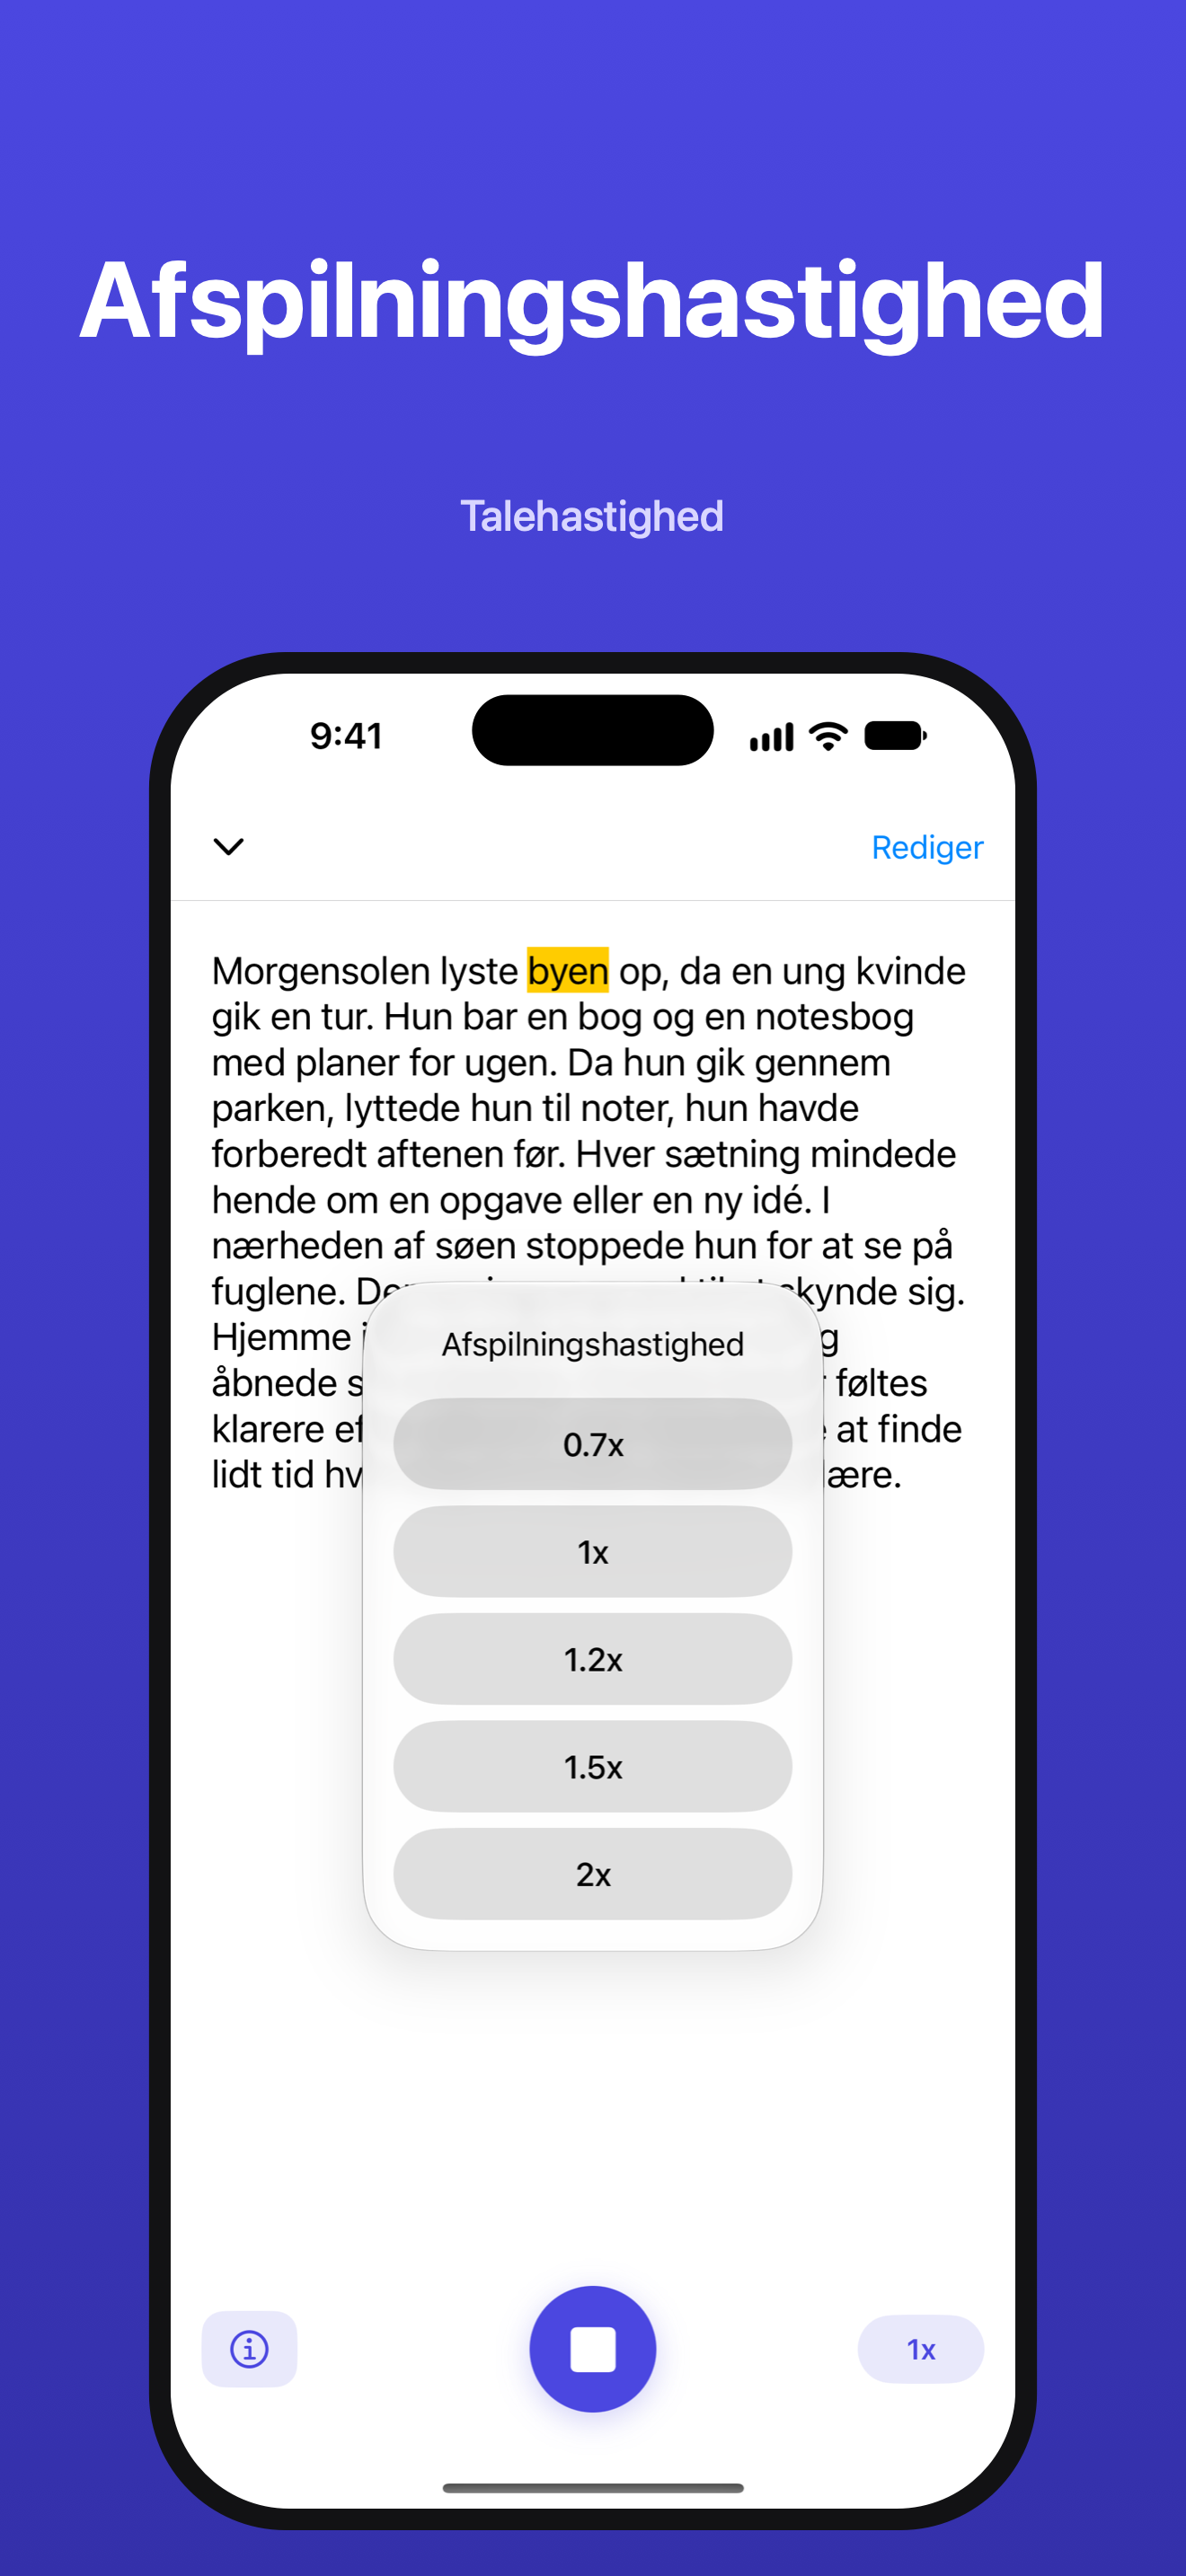 Afspilningshastighed
Talehastighed
9:41
Rediger
Morgensolen lyste byen op, da en ung kvinde
gik en tur. Hun bar en bog og en notesbog
med planer for ugen. Da hun gik gennem
parken, lyttede hun til noter, hun havde
forberedt aftenen før. Hver sætning mindede
hende om en opgave eller en ny idé. I
nærheden af søen stoppede hun for at se på
fuglene. skynde sig.
Hjemme
åbnede føltes
klarere at finde
lidt tid
Afspilningshastighed
0.7x
1x
1.2x
1.5x
2x
1x